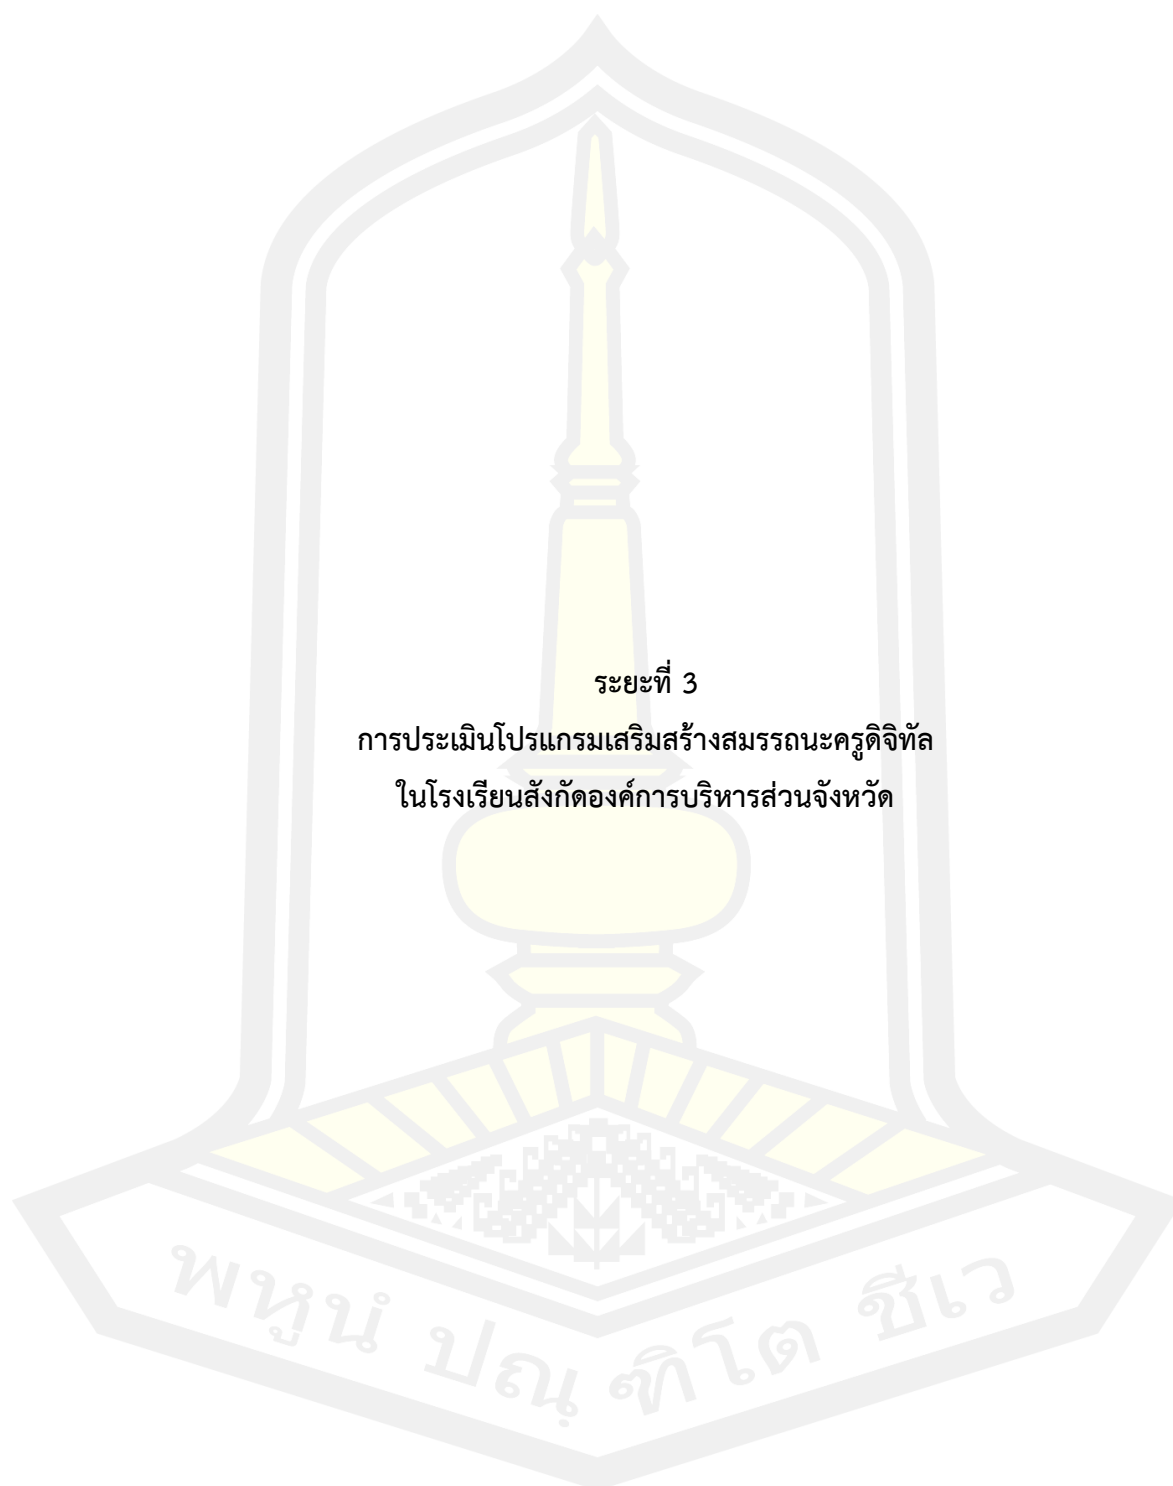 ระยะที่ 3
การประเมินโปรแกรมเสริมสร้างสมรรถนะครูดิจิทัล
ในโรงเรียนสังกัดองค์การบริหารส่วนจังหวัด
พหูนํ ปณฺฑิโต ชีเว